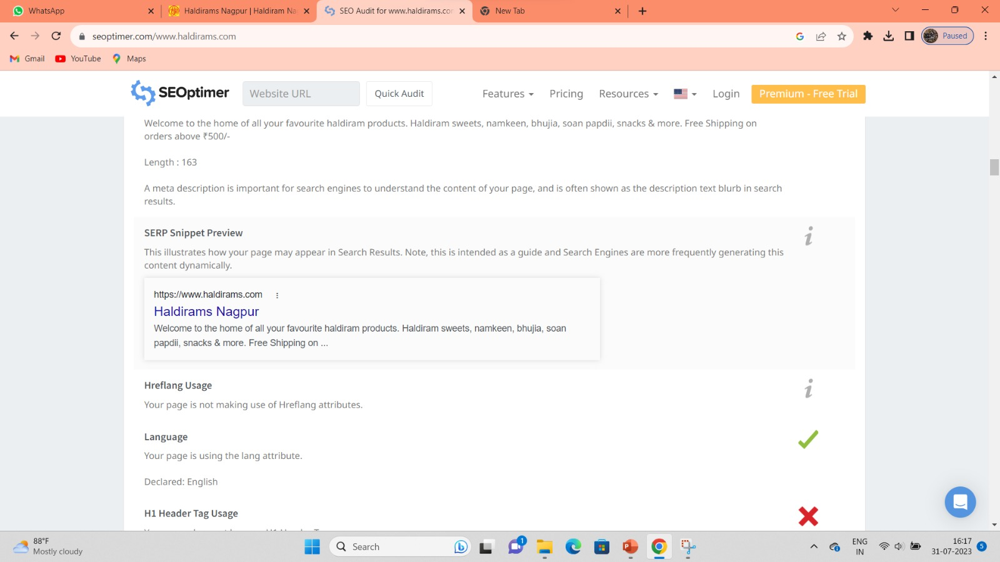 WhatsApp
Haldirams Nagpur | Haldiram Na
SEO Audit for www.haldirams.cor
New Tab
seoptimer.com/www.haldirams.com
Paused
Gmail
YouTube
Maps
SEOptimer
Website URL
Quick Audit
Features
Pricing
Resources
Login
Premium - Free Trial
Welcome to the home of all your favourite haldiram products. Haldiram sweets, namkeen, bhujia, soan papdii, snacks & more. Free Shipping on
orders above ₹500/-
Length : 163
A meta description is important for search engines to understand the content of your page, and is often shown as the description text blurb in search
results.
SERP Snippet Preview
This illustrates how your page may appear in Search Results. Note, this is intended as a guide and Search Engines are more frequently generating this
content dynamically.
https://www.haldirams.com
Haldirams Nagpur
Welcome to the home of all your favourite haldiram products. Haldiram sweets, namkeen, bhujia, soan
papdii, snacks & more. Free Shipping on ...
Hreflang Usage
Your page is not making use of Hreflang attributes.
Language
Your page is using the lang attribute.
Declared: English
H1 Header Tag Usage
88°F
Mostly cloudy
Search
1
ENG
IN
16:17
31-07-2023
5